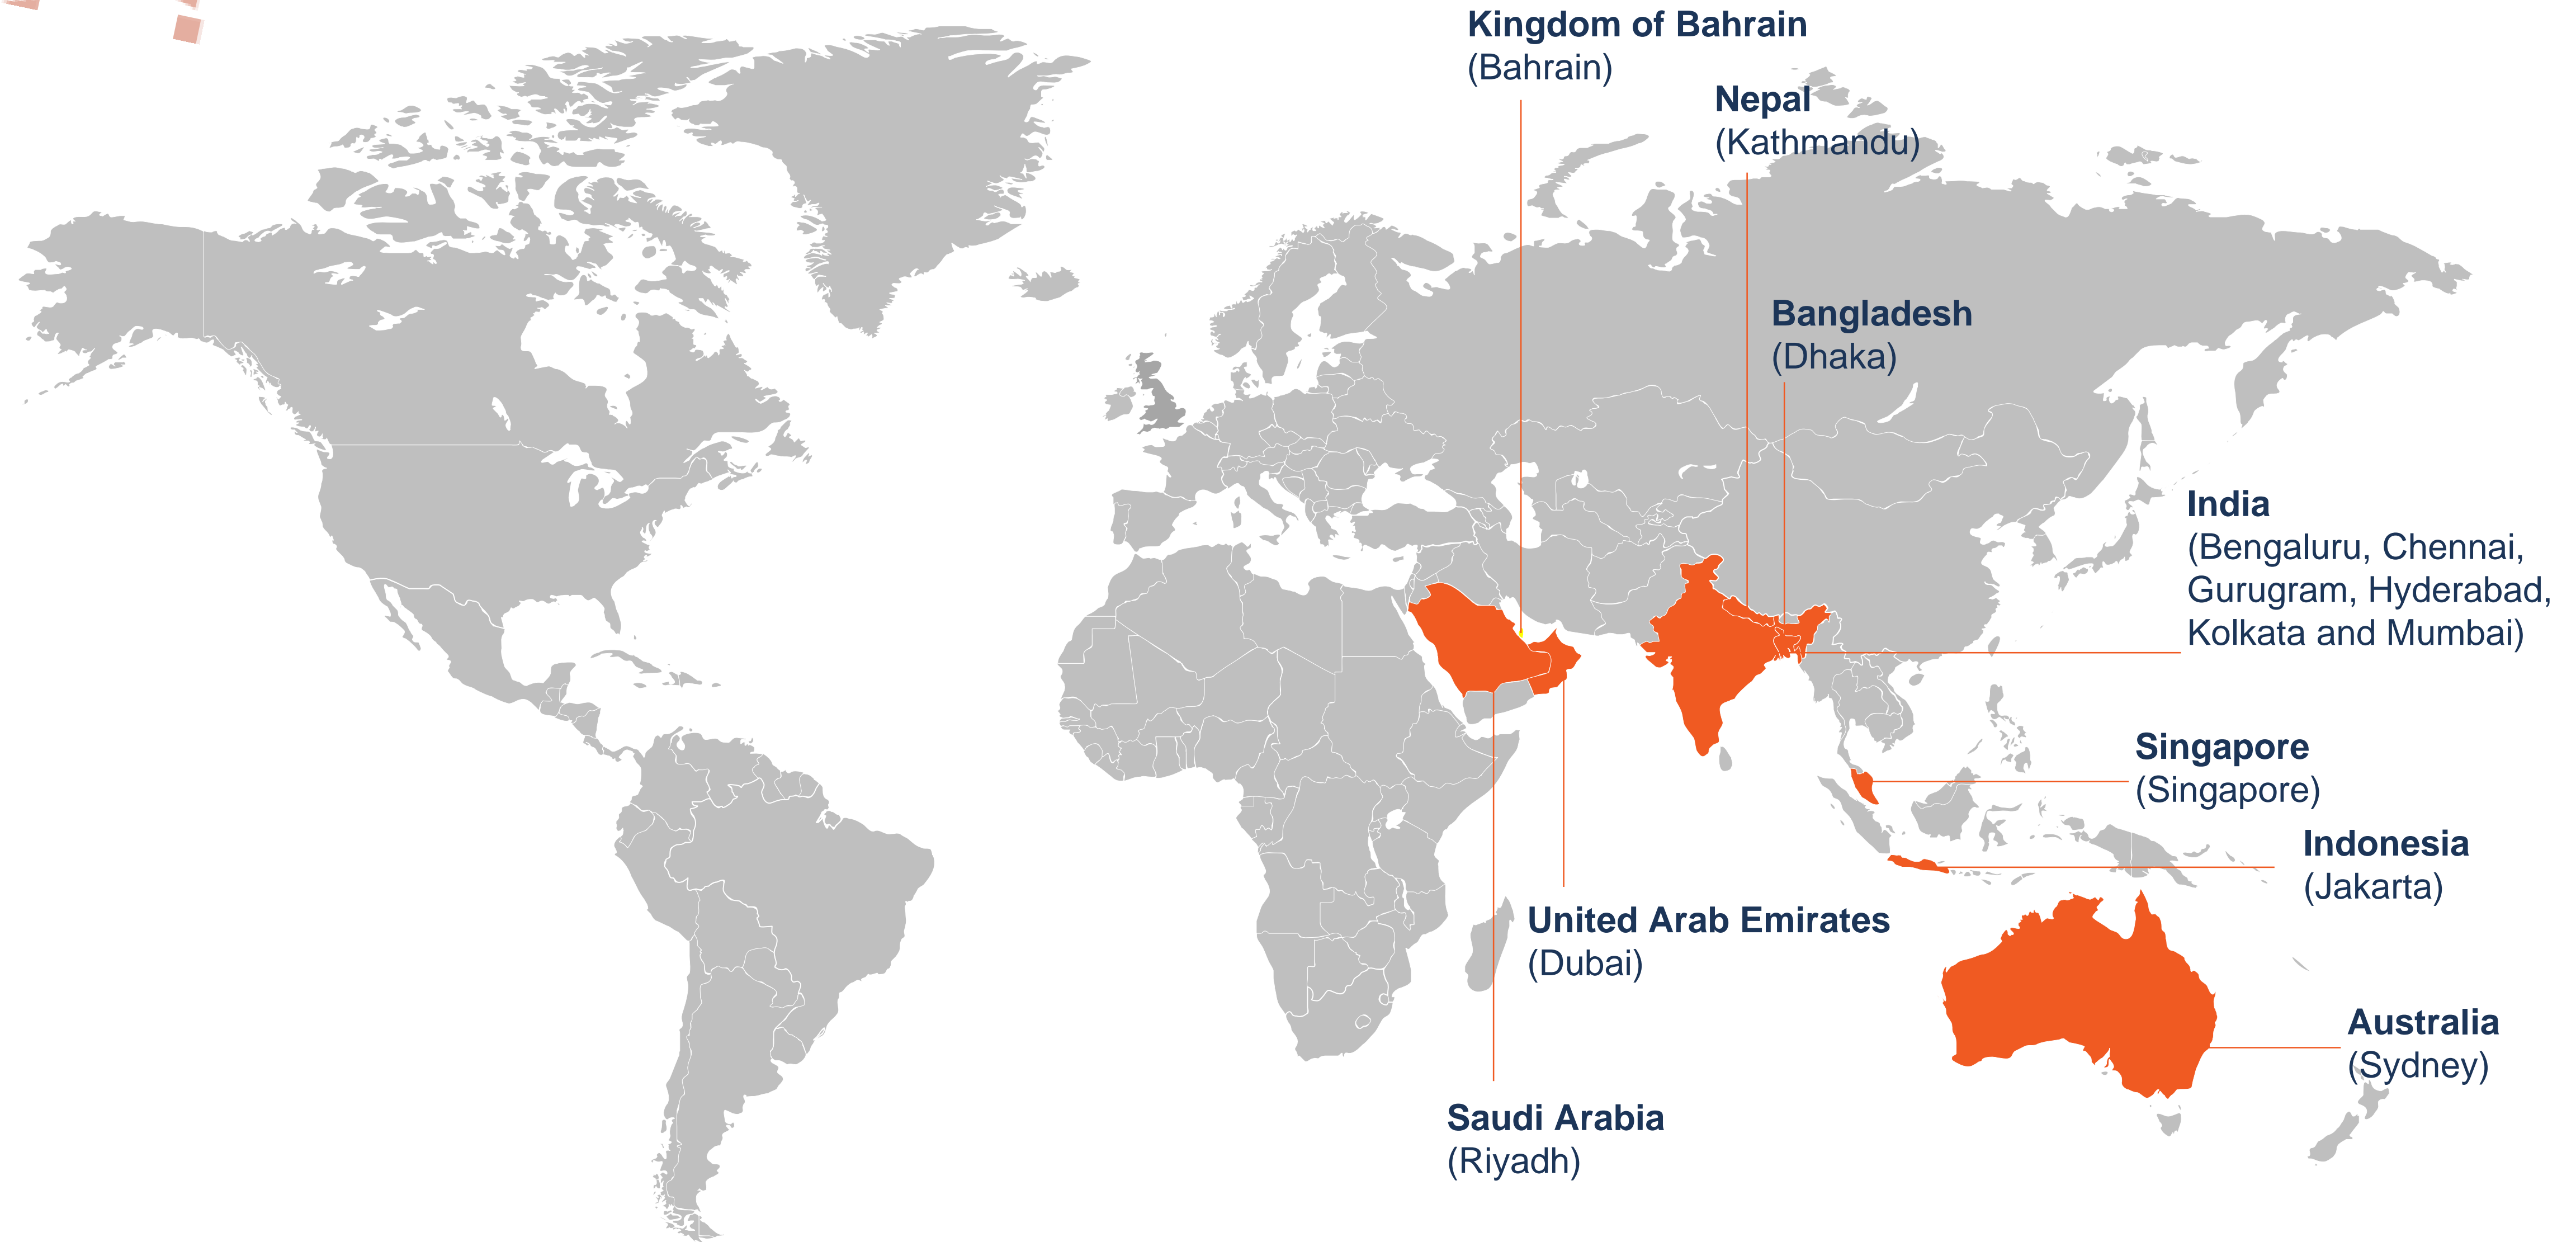 Kingdom of Bahrain
(Bahrain)
Nepal
(Kathmandu)
Bangladesh
(Dhaka)
India
(Bengaluru, Chennai,
Gurugram, Hyderabad,
Kolkata and Mumbai)
Singapore
(Singapore)
Indonesia
(Jakarta)
United Arab Emirates
(Dubai)
Australia
(Sydney)
Saudi Arabia
(Riyadh)